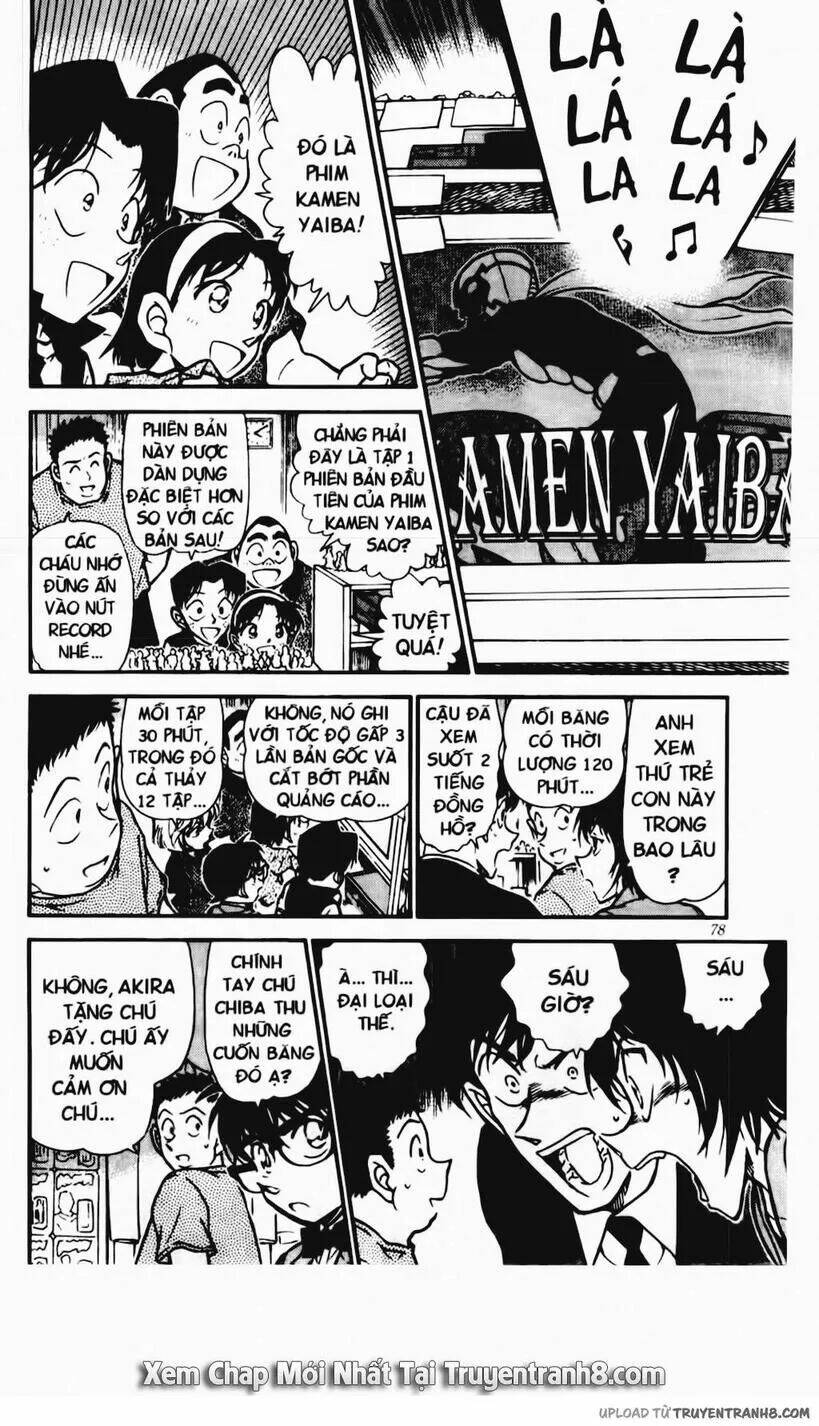 LÀ
LÁ
LA
LÀ
LÁ
LA
ĐÓ LÀ
PHIM
KAMEN
YAIBA!
AMEN YAIBA
CHẲNG PHẢI
ĐÂY LÀ TẬP 1
PHIÊN BẢN ĐẦU
TIÊN CỦA PHIM
KAMEN YAIBA
SAO?
TUYỆT
QUÁ!
PHIÊN BẢN
NÀY ĐƯỢC
DÀN DỰNG
ĐẶC BIỆT HƠN
SO VỚI CÁC
BẢN SAU!
CÁC
CHÁU NHỚ
ĐỪNG ẤN
VÀO NÚT
RECORD
NHÉ...
ANH
XEM
THỨ TRẺ
CON NÀY
TRONG
BAO LÂU
?
MỖI BĂNG
CÓ THỜI
LƯỢNG 120
PHÚT...
CẬU ĐÃ
XEM
SUỐT 2
TIẾNG
ĐỒNG
HỒ?
KHÔNG, NÓ GHI
VỚI TỐC ĐỘ GẤP 3
LẦN BẢN GỐC VÀ
CẮT BỚT PHẦN
QUẢNG CÁO...
MỖI TẬP
30 PHÚT,
TRONG ĐÓ
CẢ THẢY
12 TẬP...
78
SÁU
...
SÁU
GIỜ?
À... THÌ...
ĐẠI LOẠI
THẾ.
CHÍNH
TAY CHÚ
CHIBA THU
NHỮNG
CUỐN BĂNG
ĐÓ Ạ?
KHÔNG, AKIRA
TẶNG CHÚ
ĐẤY. CHÚ ẤY
MUỐN
CẢM ƠN
CHÚ...
Xem Chap Mới Nhất Tại Truyentranh8.com
UPLOAD TỪ TRUYENTRANH8.COM